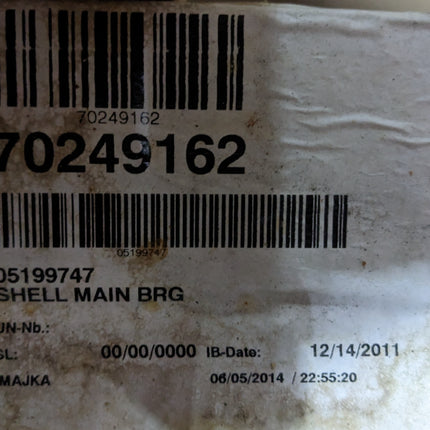 70249162
70249162
05199747
05199747
SHELL MAIN BRG
UN-Nb.:
SL: 00/00/0000 IB-Date: 12/14/2011
MAJKA 06/05/2014 / 22:55:20